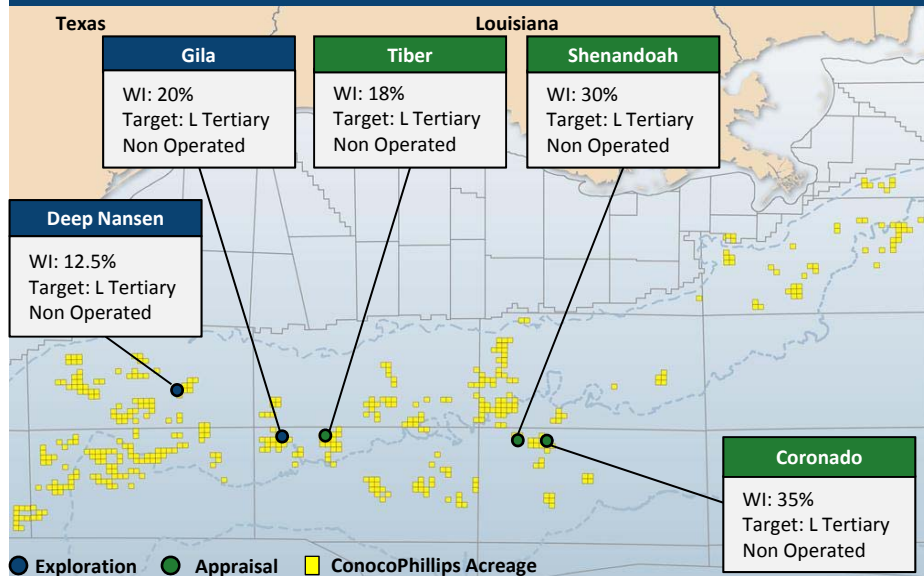 Texas
Louisiana
Gila
WI: 20%
Target: L Tertiary
Non Operated
Tiber
WI: 18%
Target: L Tertiary
Non Operated
Shenandoah
WI: 30%
Target: L Tertiary
Non Operated
Deep Nansen
WI: 12.5%
Target: L Tertiary
Non Operated
Coronado
WI: 35%
Target: L Tertiary
Non Operated
Exploration
Appraisal
ConocoPhillips Acreage